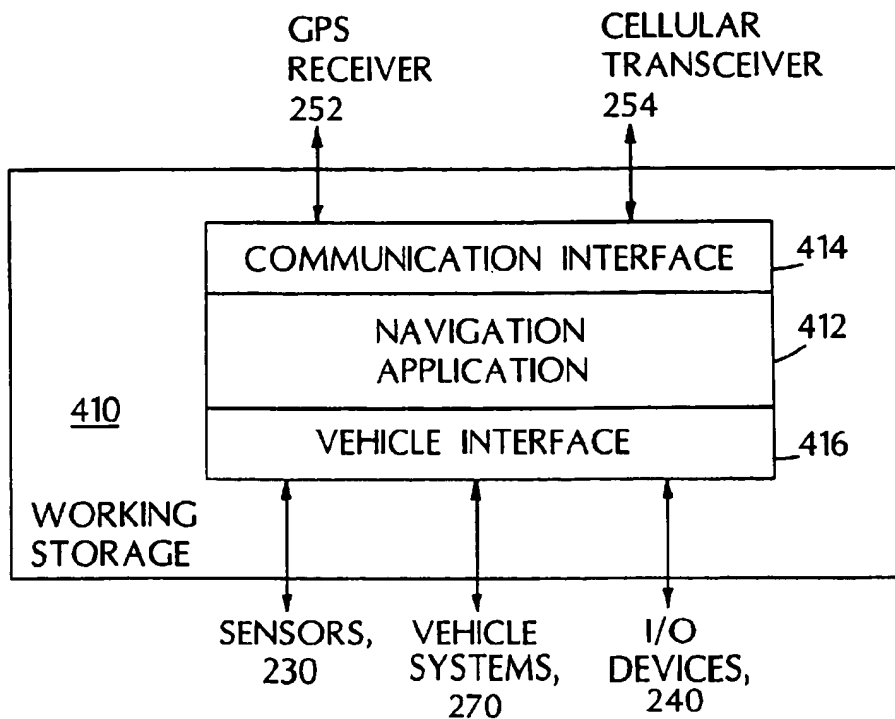 GPS
RECEIVER
252
CELLULAR
TRANSCEIVER
254
COMMUNICATION INTERFACE
414
NAVIGATION
APPLICATION
412
410
VEHICLE INTERFACE
416
WORKING
STORAGE
SENSORS,
230
VEHICLE
SYSTEMS,
270
I/O
DEVICES,
240